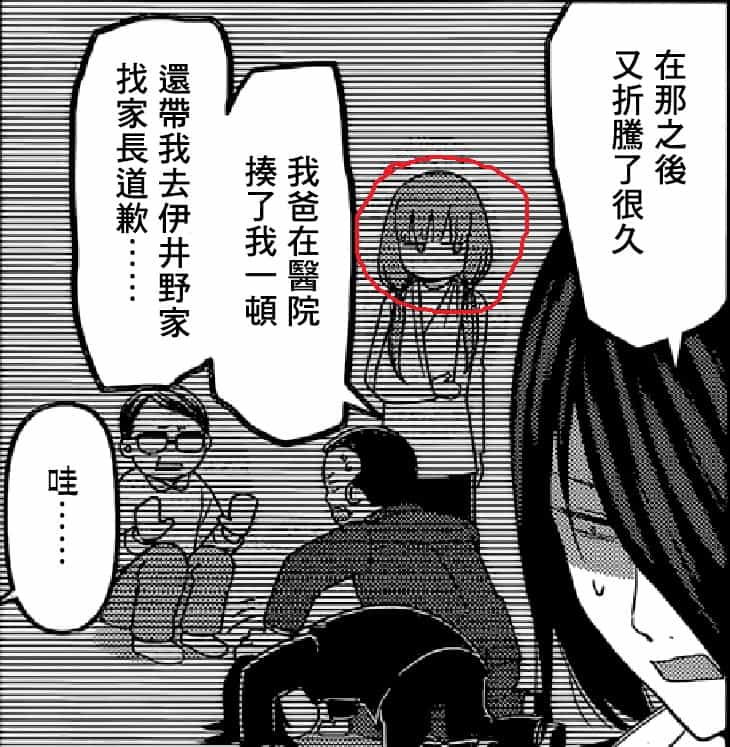 在那之後
又折騰了很久
我爸在醫院
揍了我一頓
還帶我去伊井野家
找家長道歉……
哇……